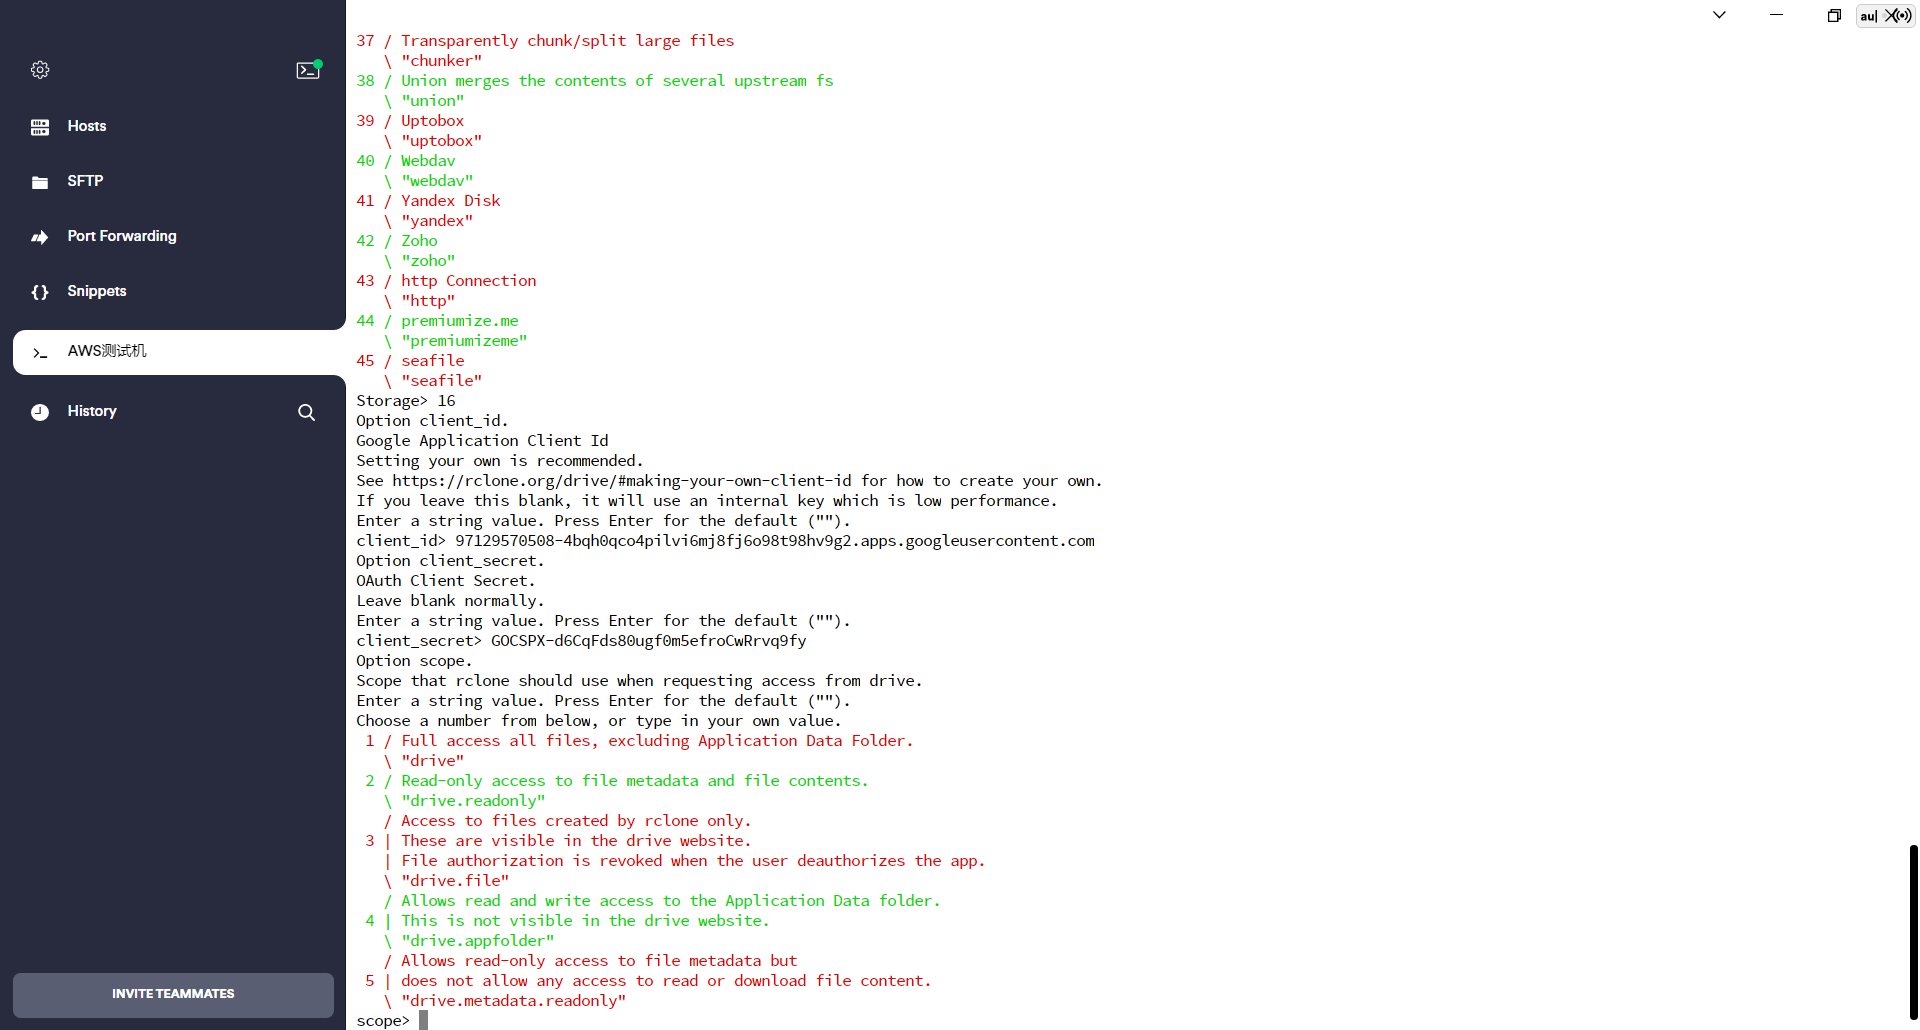 Hosts
SFTP
Port Forwarding
Snippets
AWS测试机
History
INVITE TEAMMATES
37 / Transparently chunk/split large files
\ "chunker"
38 / Union merges the contents of several upstream fs
\ "union"
39 / Uptobox
\ "uptobox"
40 / Webdav
\ "webdav"
41 / Yandex Disk
\ "yandex"
42 / Zoho
\ "zoho"
43 / http Connection
\ "http"
44 / premiumize.me
\ "premiumizeme"
45 / seafile
\ "seafile"
Storage> 16
Option client_id.
Google Application Client Id
Setting your own is recommended.
See https://rclone.org/drive/#making-your-own-client-id for how to create your own.
If you leave this blank, it will use an internal key which is low performance.
Enter a string value. Press Enter for the default ("").
client_id> 97129570508-4bqh0qco4pilvi6mj8fj6o98t98hv9g2.apps.googleusercontent.com
Option client_secret.
OAuth Client Secret.
Leave blank normally.
Enter a string value. Press Enter for the default ("").
client_secret> 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
Option scope.
Scope that rclone should use when requesting access from drive.
Enter a string value. Press Enter for the default ("").
Choose a number from below, or type in your own value.
1 / Full access all files, excluding Application Data Folder.
\ "drive"
2 / Read-only access to file metadata and file contents.
\ "drive.readonly"
/ Access to files created by rclone only.
3 | These are visible in the drive website.
| File authorization is revoked when the user deauthorizes the app.
\ "drive.file"
/ Allows read and write access to the Application Data folder.
4 | This is not visible in the drive website.
\ "drive.appfolder"
/ Allows read-only access to file metadata but
5 | does not allow any access to read or download file content.
\ "drive.metadata.readonly"
scope>
au|